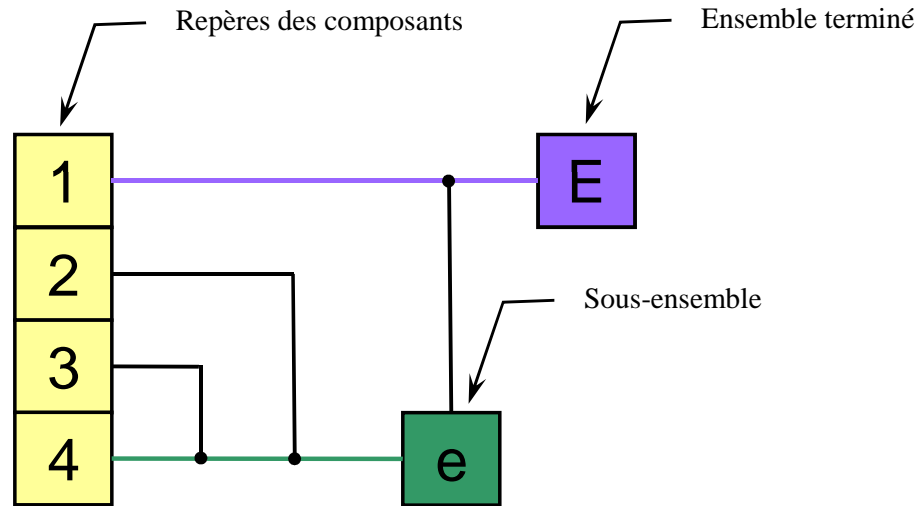 Repères des composants
Ensemble terminé
1
E
2
Sous-ensemble
3
4
e